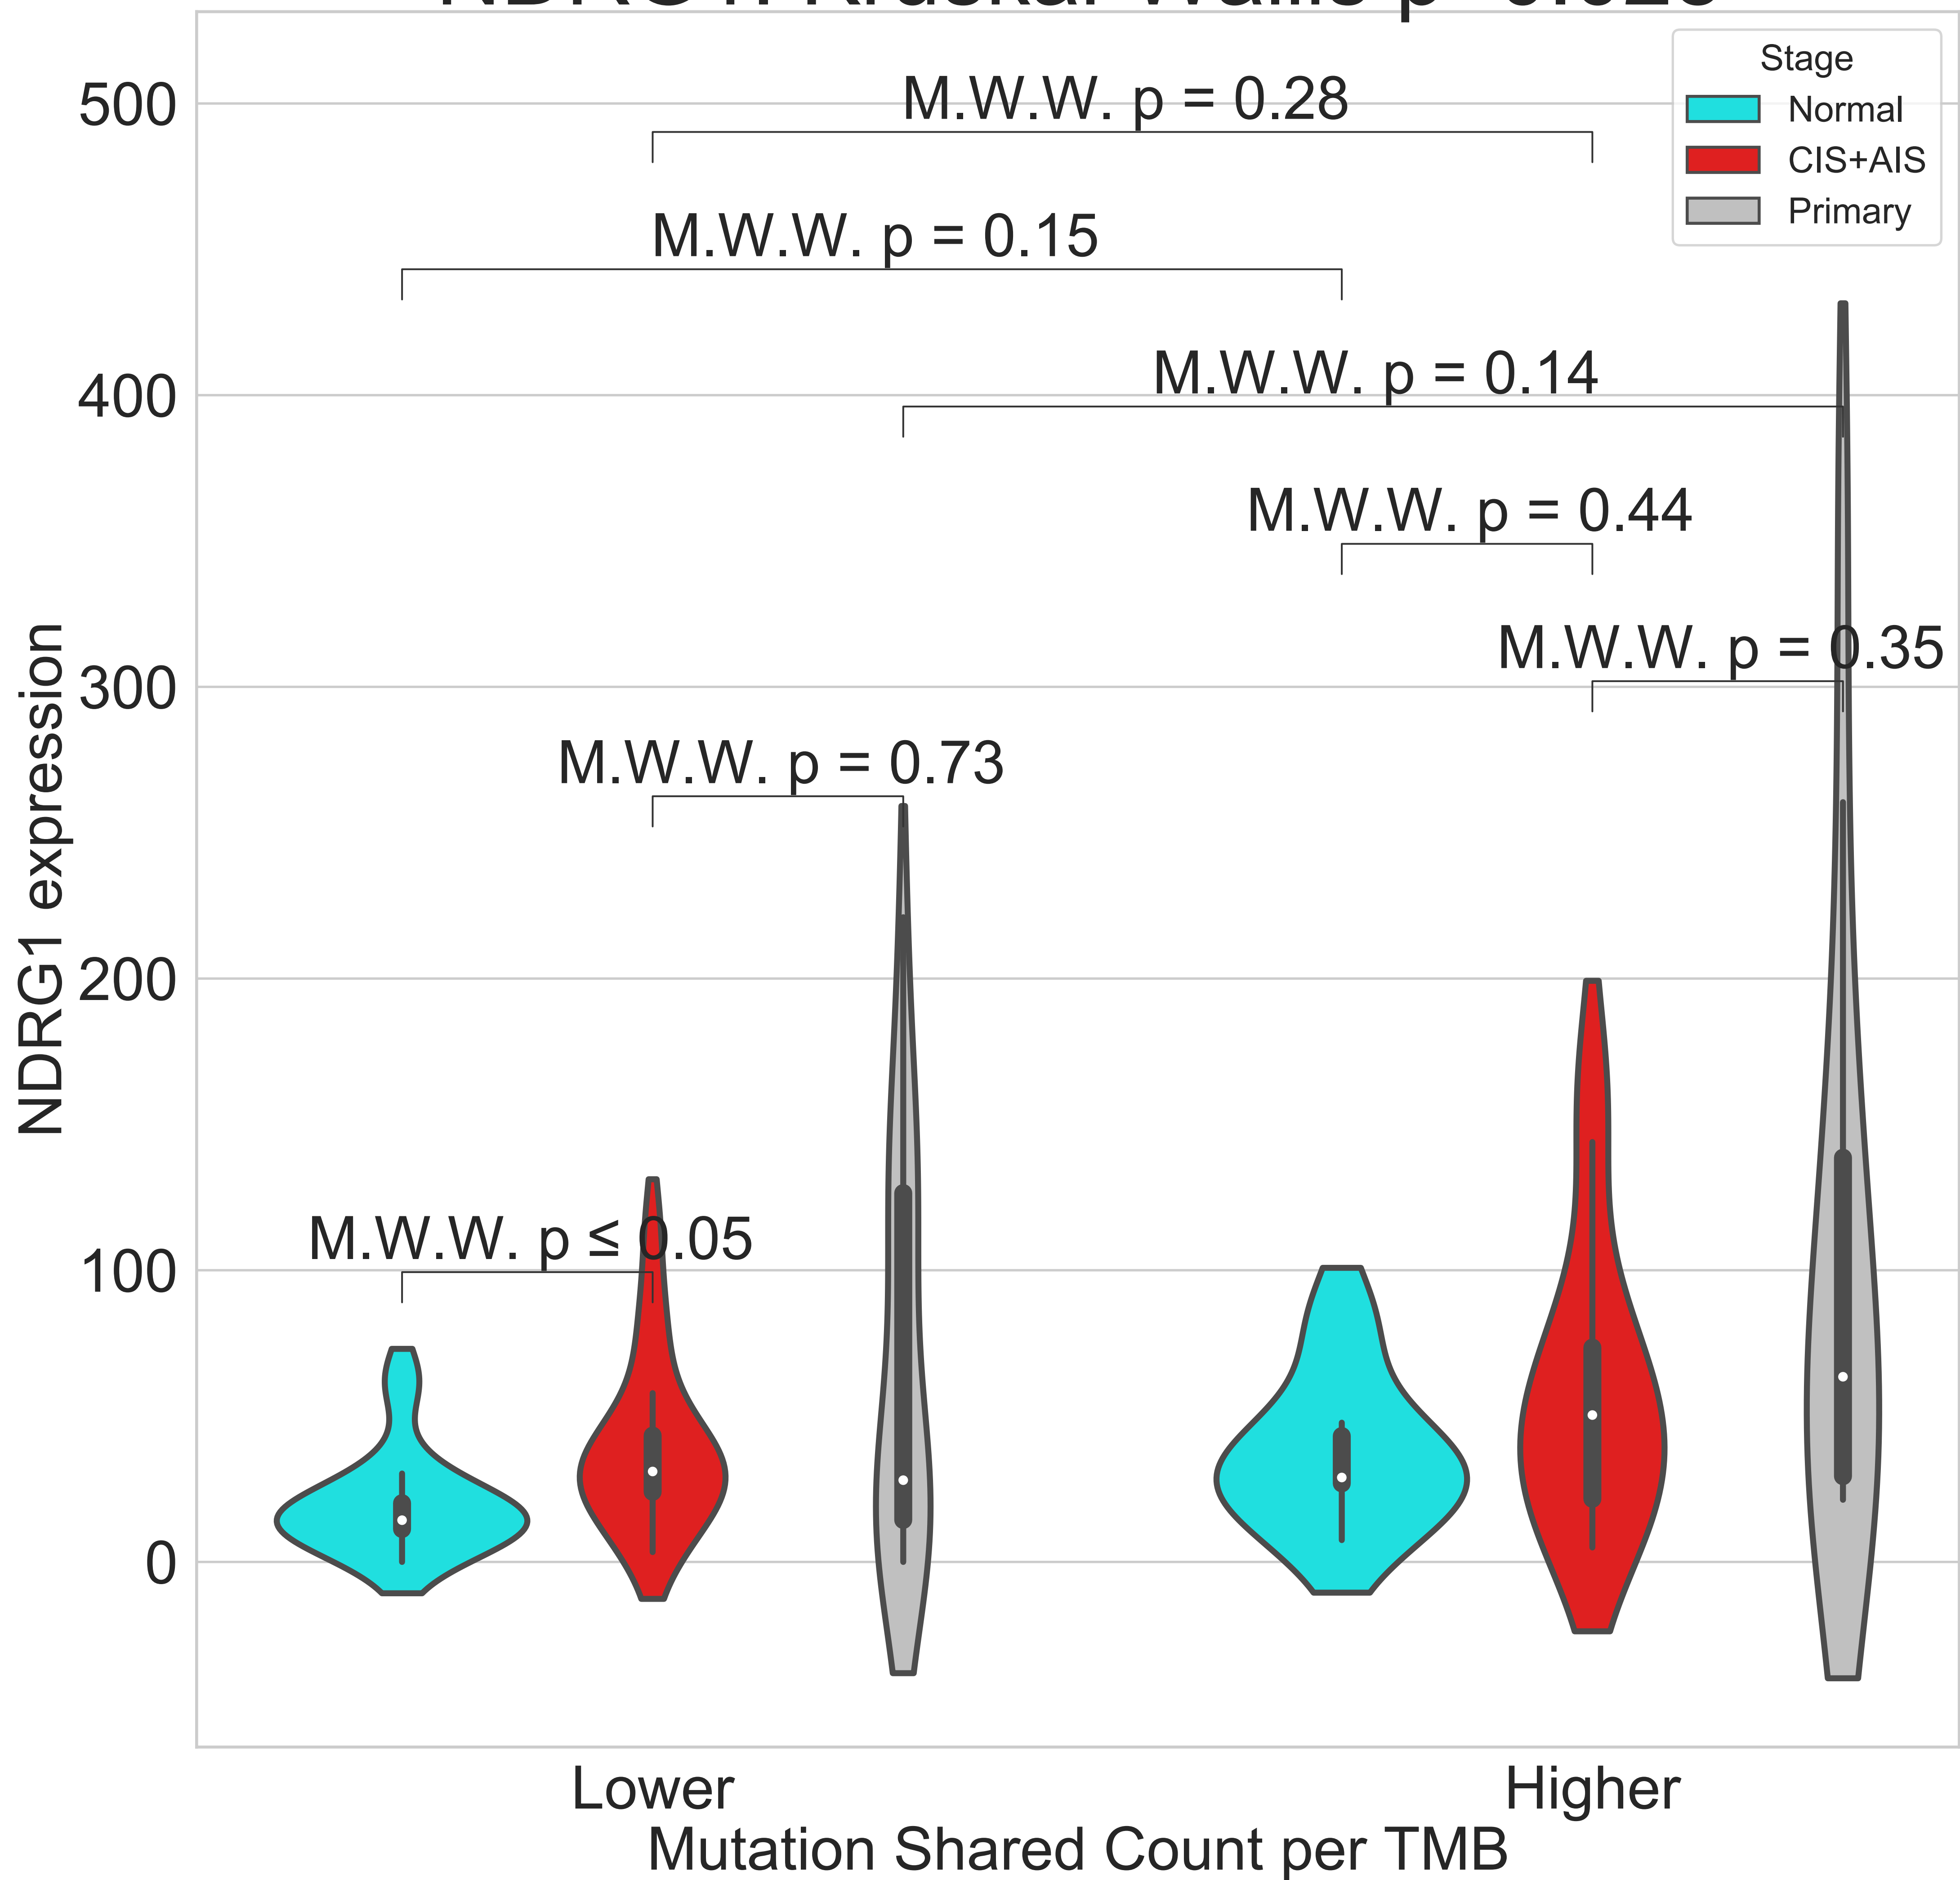 Stage
Normal
CIS+AIS
Primary
M.W.W. p = 0.28
M.W.W. p = 0.15
M.W.W. p = 0.14
M.W.W. p = 0.44
M.W.W. p = 0.35
M.W.W. p = 0.73
M.W.W. p ≤ 0.05
500
400
300
200
100
0
NDRG1 expression
Lower
Higher
Mutation Shared Count per TMB